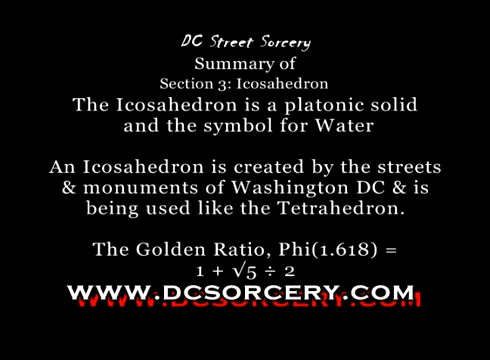 DC Street Sorcery
Summary of
Section 3: Icosahedron
The Icosahedron is a platonic solid
and the symbol for Water
An Icosahedron is created by the streets
& monuments of Washington DC & is
being used like the Tetrahedron.
The Golden Ratio, Phi(1.618) =
1 + √5 ÷ 2
WWW.DCSORCERY.COM